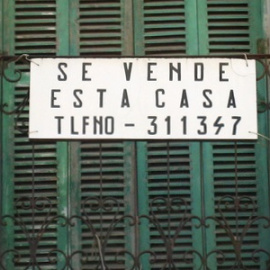 SE VENDE
ESTA CASA
TLFNO - 311347